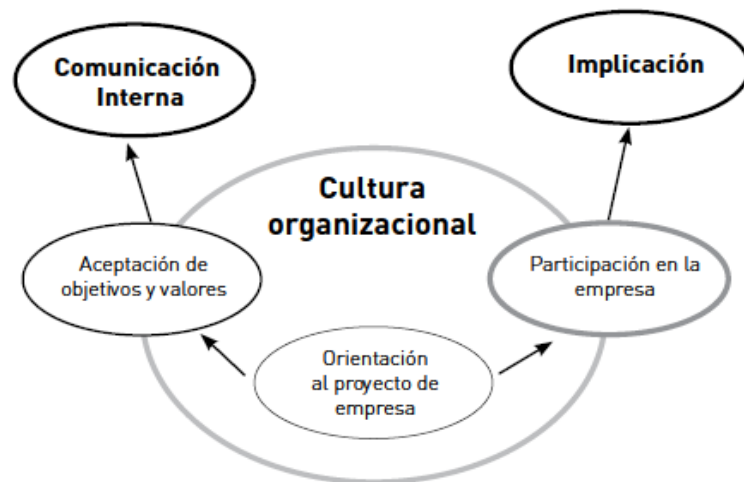 Comunicación
Interna
Implicación
Cultura
organizacional
Aceptación de
objetivos y valores
Participación en la
empresa
Orientación
al proyecto de
empresa